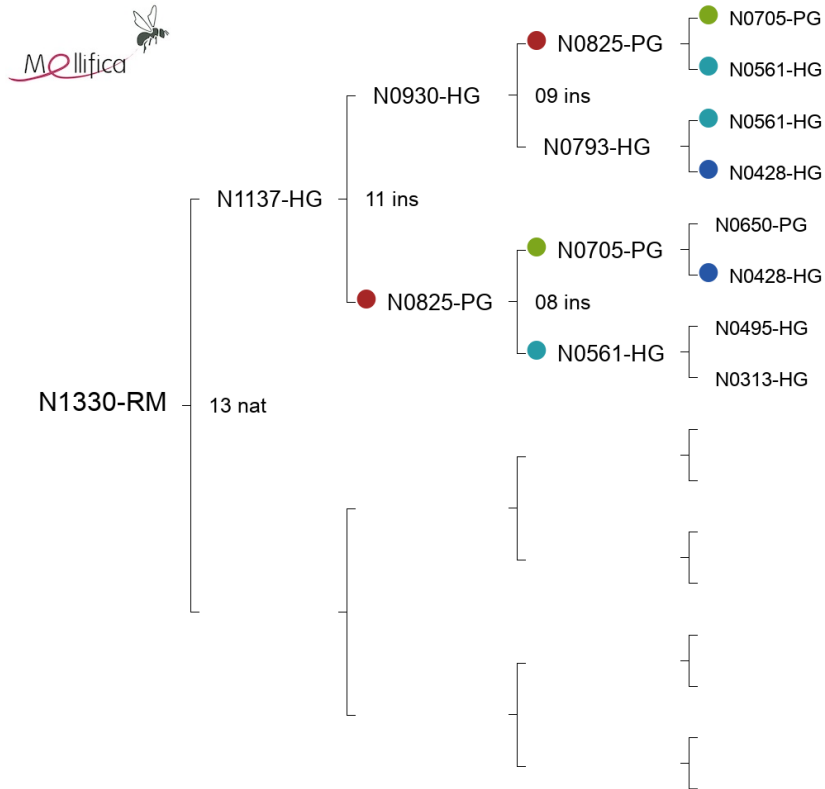 Mellifica
N0705-PG
N0825-PG
N0561-HG
N0930-HG
09 ins
N0561-HG
N0793-HG
N0428-HG
N1137-HG
11 ins
N0650-PG
N0705-PG
N0428-HG
N0825-PG
08 ins
N0495-HG
N0561-HG
N0313-HG
N1330-RM
13 nat